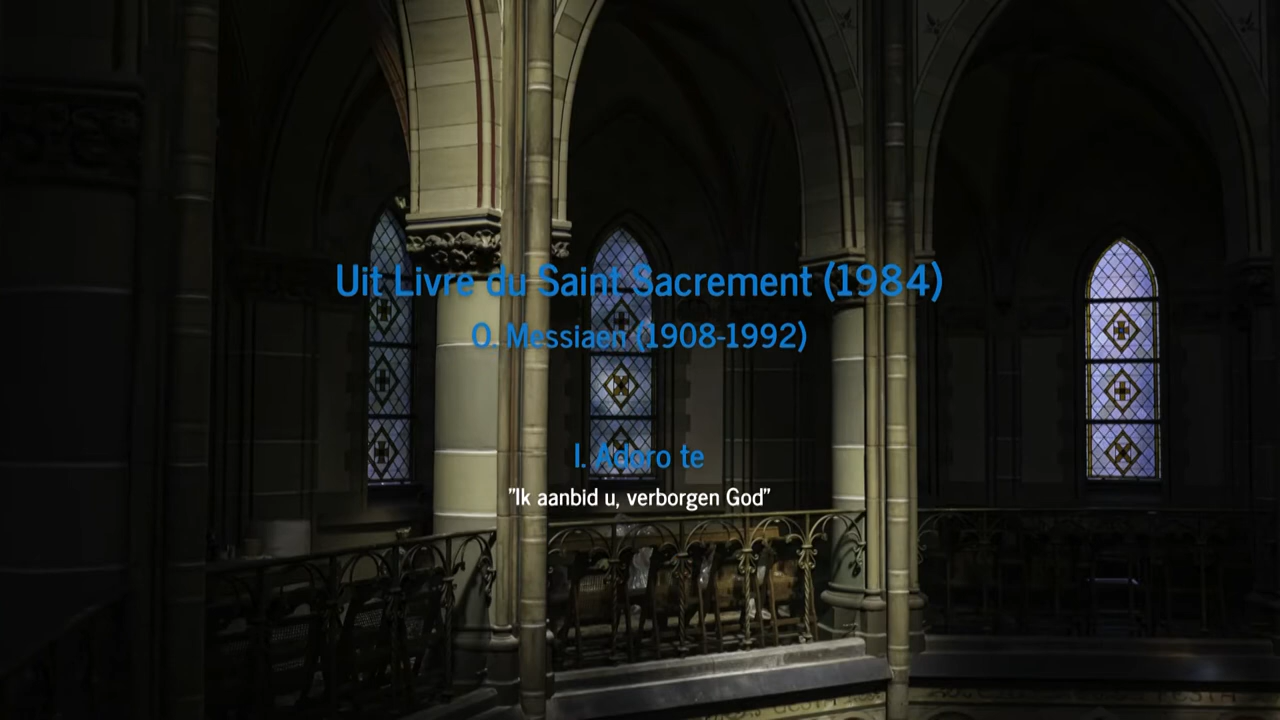 Uit Livre du Saint Sacrement (1984)
O. Messiaen (1908-1992)
I. Adoro te
"Ik aanbid u, verborgen God"